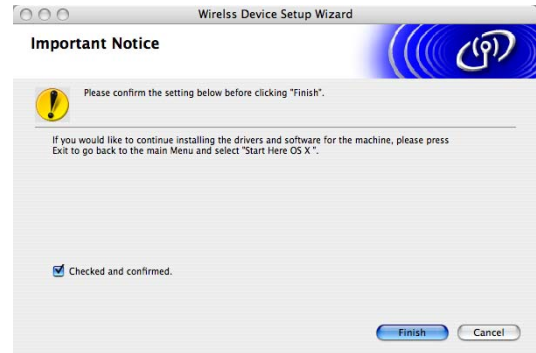 Wirelss Device Setup Wizard
Important Notice
Please confirm the setting below before clicking "Finish".
If you would like to continue installing the drivers and software for the machine, please press
Exit to go back to the main Menu and select "Start Here OS X ".
Checked and confirmed.
Finish Cancel